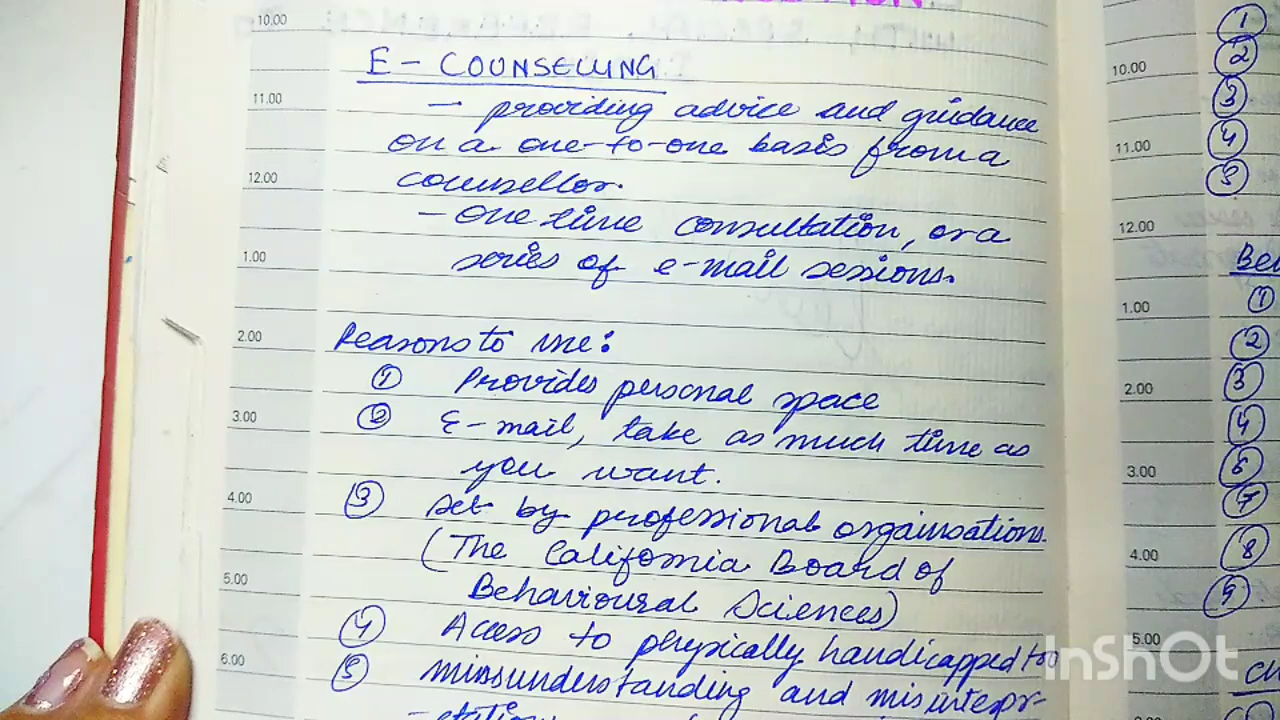 10.00
E - COUNSELLING
11.00
- providing advice and guidance
on a one-to-one basis from a
12.00
counsellor.
- one time consultation, or a
1.00
series of e-mail sessions.
2.00
Reasons to use:
① Provides personal space
3.00
② E-mail, take as much time as
you want.
4.00
③ set by professional organisations.
(The California Board of
5.00
Behavioural Sciences)
④ Access to physically handicapped too
6.00
⑤ missunderstanding and misinterpr-
①
10.00
②
③
④
11.00
⑤
12.00
1.00
①
②
2.00
③
④
3.00
⑦
4.00
⑧
⑨
5.00
InShOt